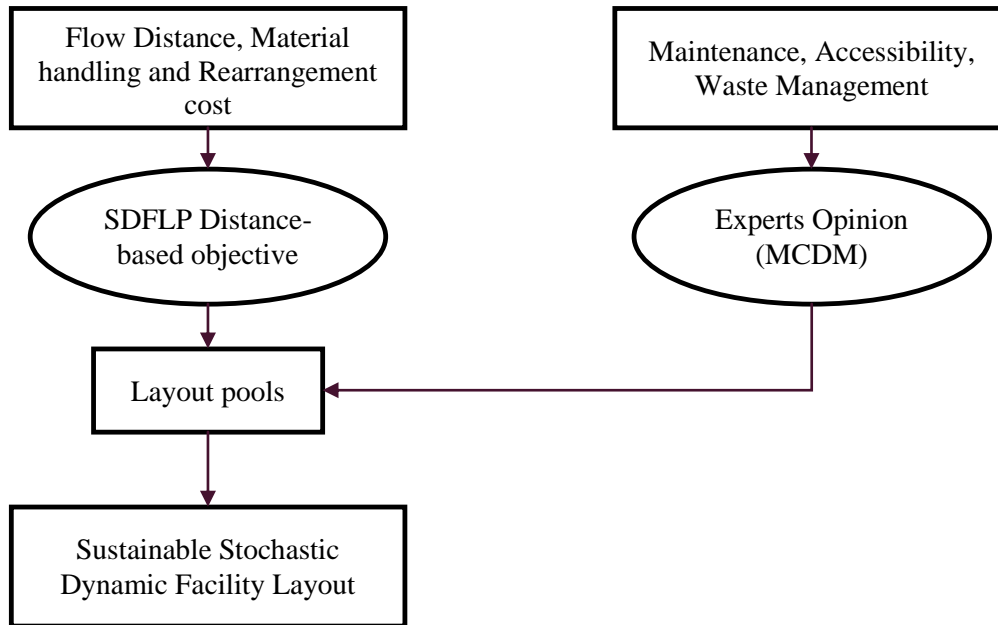 Flow Distance, Material
handling and Rearrangement
cost
Maintenance, Accessibility,
Waste Management
SDFLP Distance-
based objective
Experts Opinion
(MCDM)
Layout pools
Sustainable Stochastic
Dynamic Facility Layout